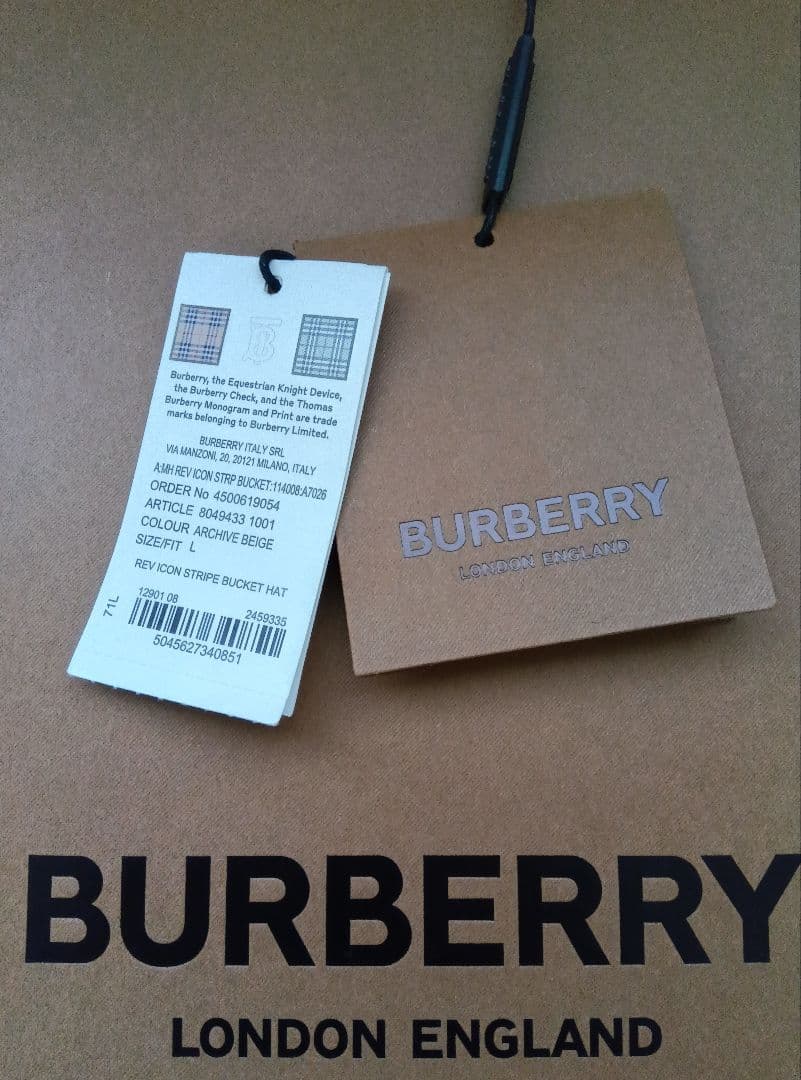 Burberry, the Equestrian Knight Device,
the Burberry Check, and the Thomas
Burberry Monogram and Print are trade
marks belonging to Burberry Limited.
BURBERRY ITALY SRL
VIA MANZONI, 20, 20121 MILANO, ITALY
A:MH REV ICON STRP BUCKET:114008:A7026
ORDER No 4500619054
ARTICLE 8049433 1001
COLOUR ARCHIVE BEIGE
SIZE/FIT L
REV ICON STRIPE BUCKET HAT
71L
12901 08 2459335
5045627340851
BURBERRY
LONDON ENGLAND
BURBERRY
LONDON ENGLAND